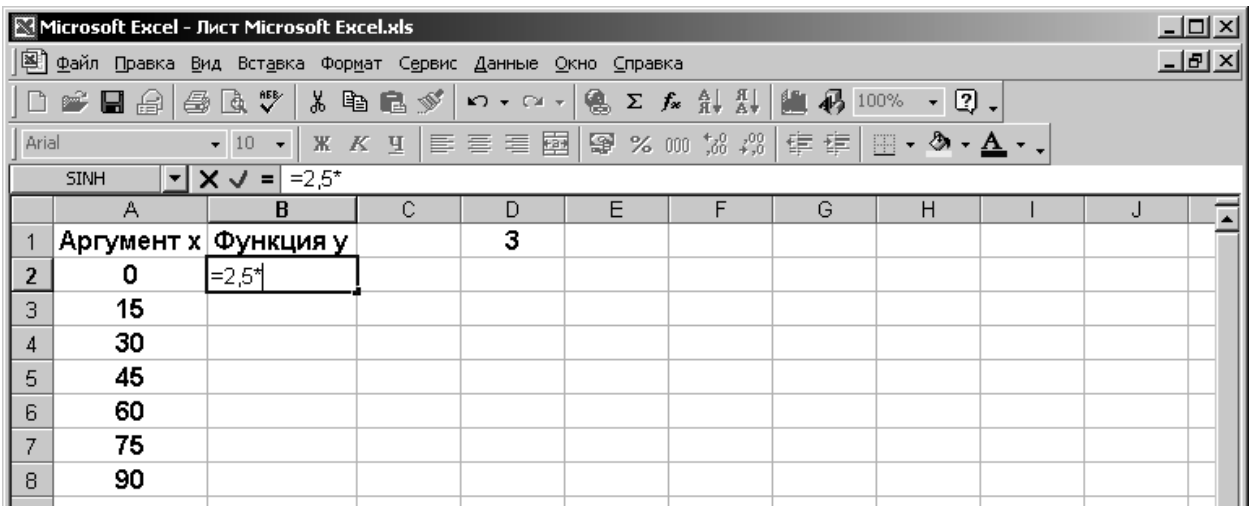 Microsoft Excel - Лист Microsoft Excel.xls
Файл Правка Вид Вставка Формат Сервис Данные Окно Справка
100%
Arial 10 Ж К Ч % 000
SINH =2,5*
A B C D E F G H I J
1 Аргумент x Функция y 3
2 0 =2,5*
3 15
4 30
5 45
6 60
7 75
8 90